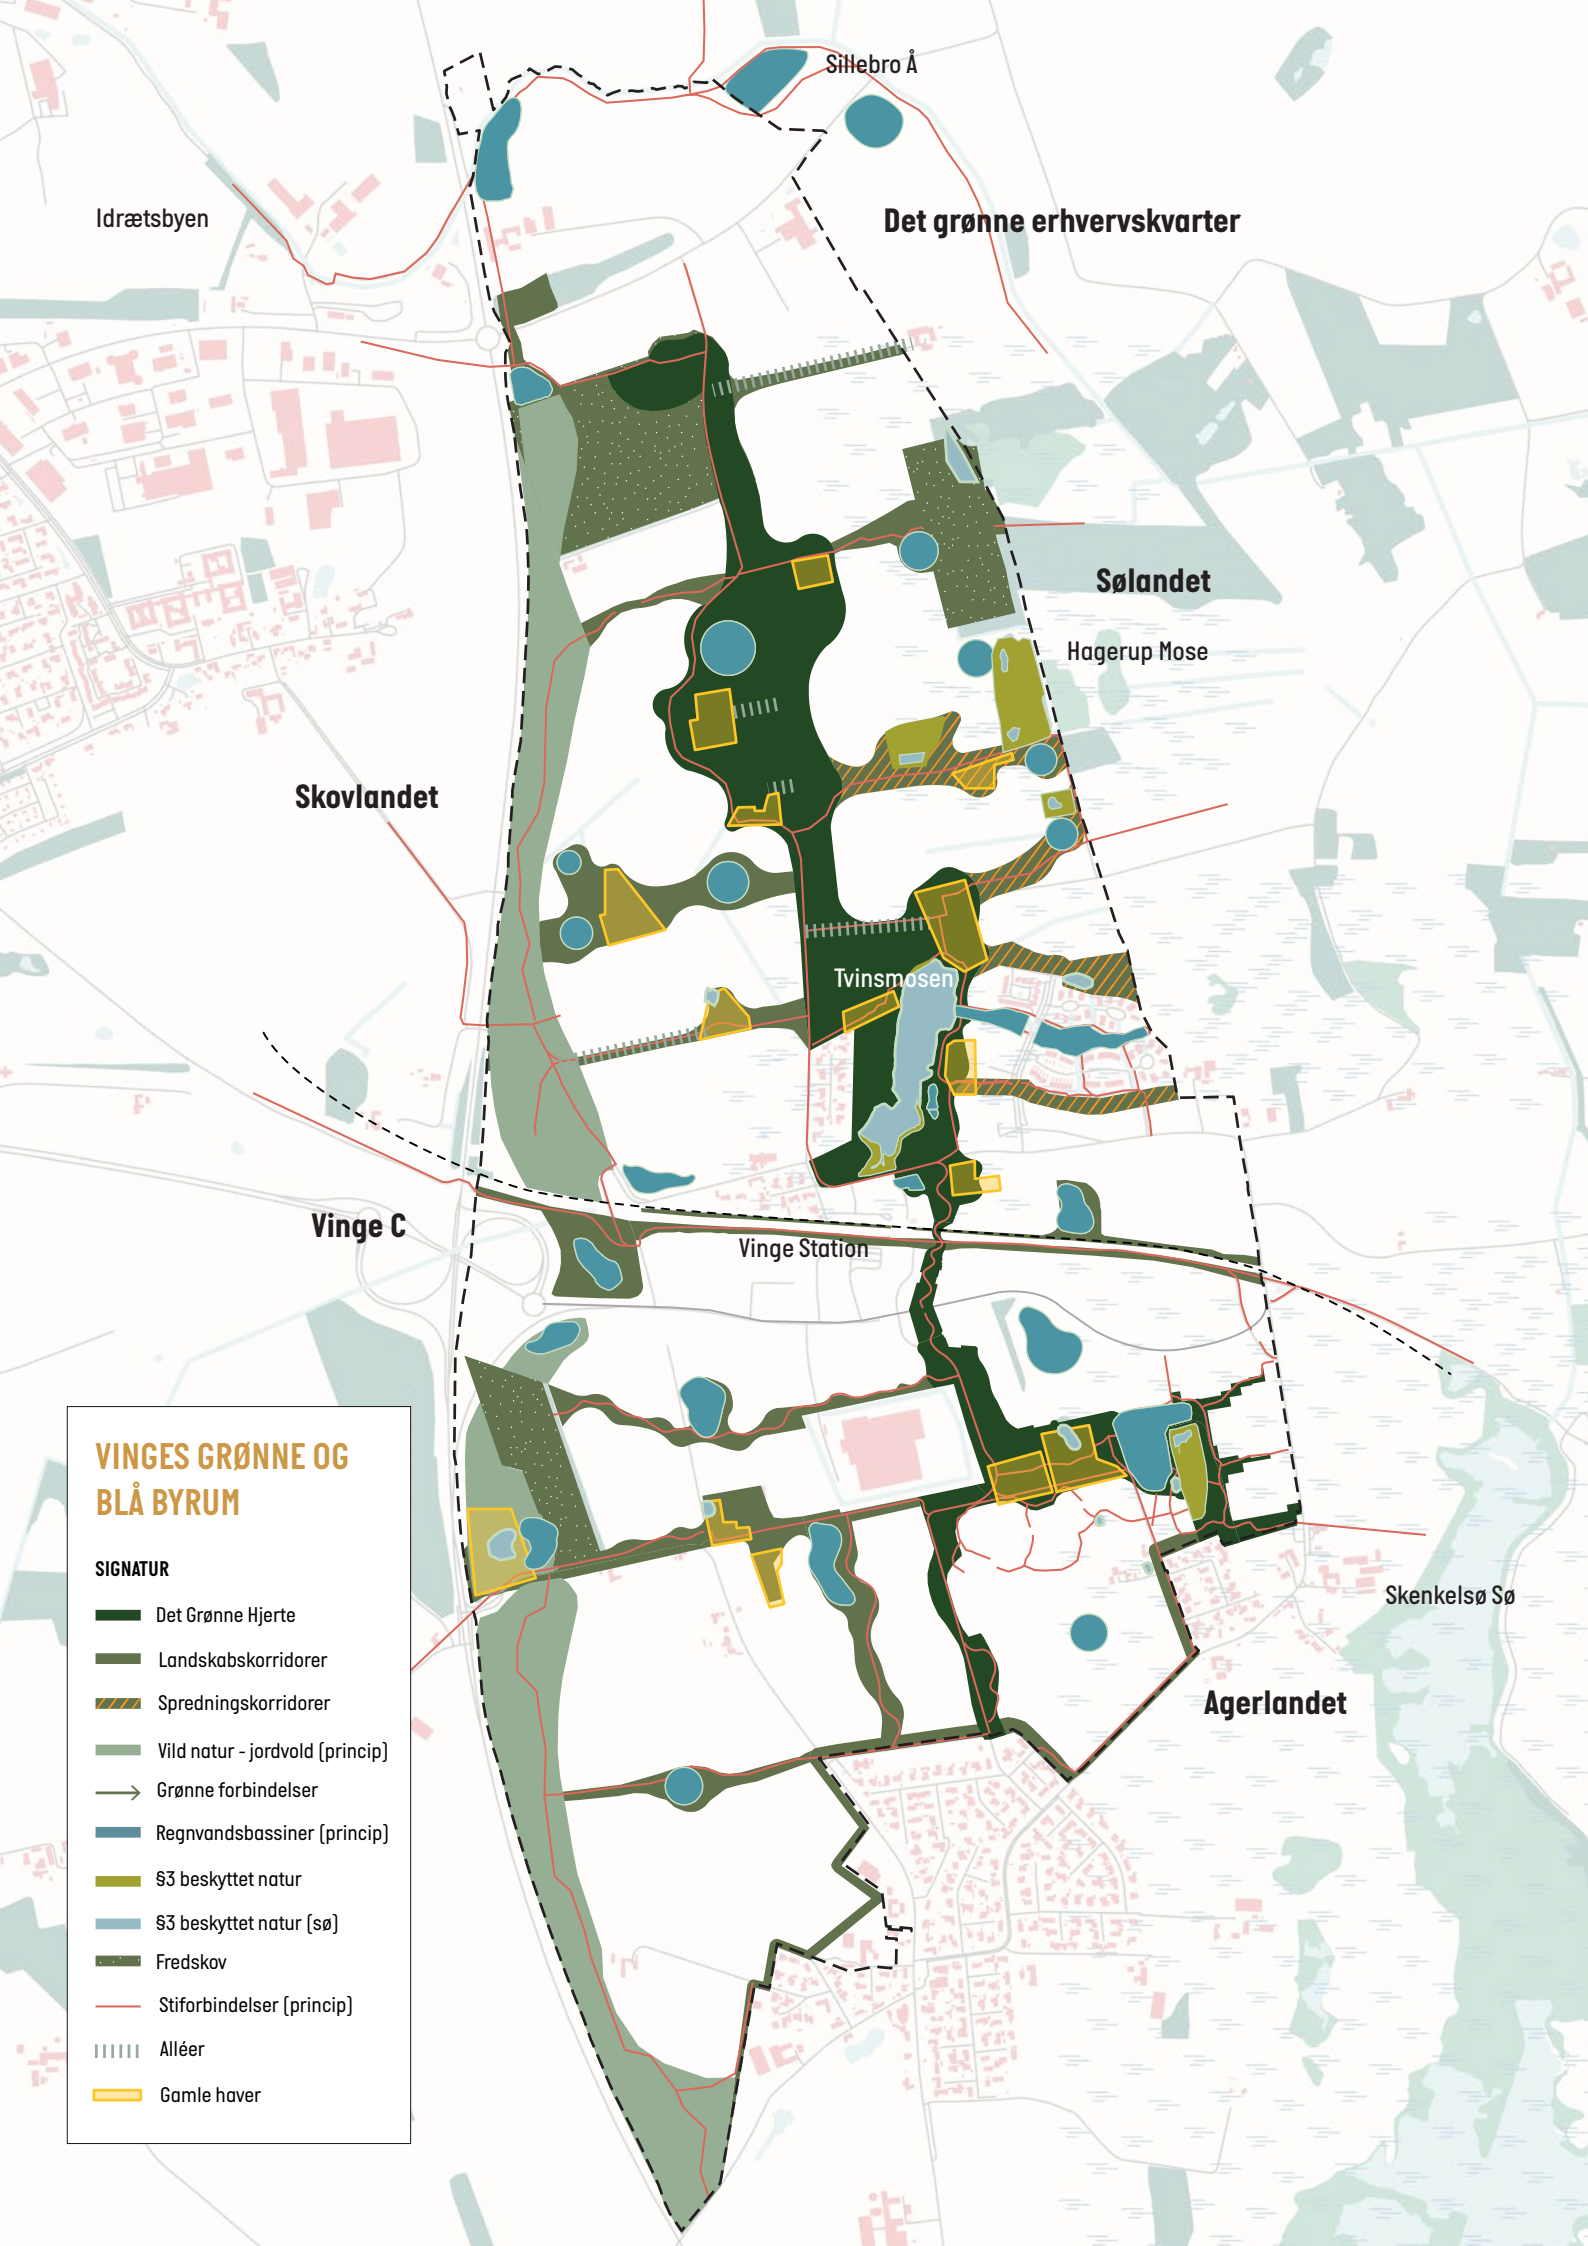 Sillebro Å
Idrætsbyen
Det grønne erhvervskvarter
Sølandet
Hagerup Mose
Skovlandet
Tvinsmosen
Vinge C
Vinge Station
VINGES GRØNNE OG
BLÅ BYRUM
SIGNATUR
Det Grønne Hjerte
Landskabskorridorer
Spredningskorridorer
Vild natur - jordvold (princip)
Grønne forbindelser
Regnvandsbassiner (princip)
§3 beskyttet natur
§3 beskyttet natur (sø)
Fredskov
Stiforbindelser (princip)
Alléer
Gamle haver
Skenkelsø Sø
Agerlandet